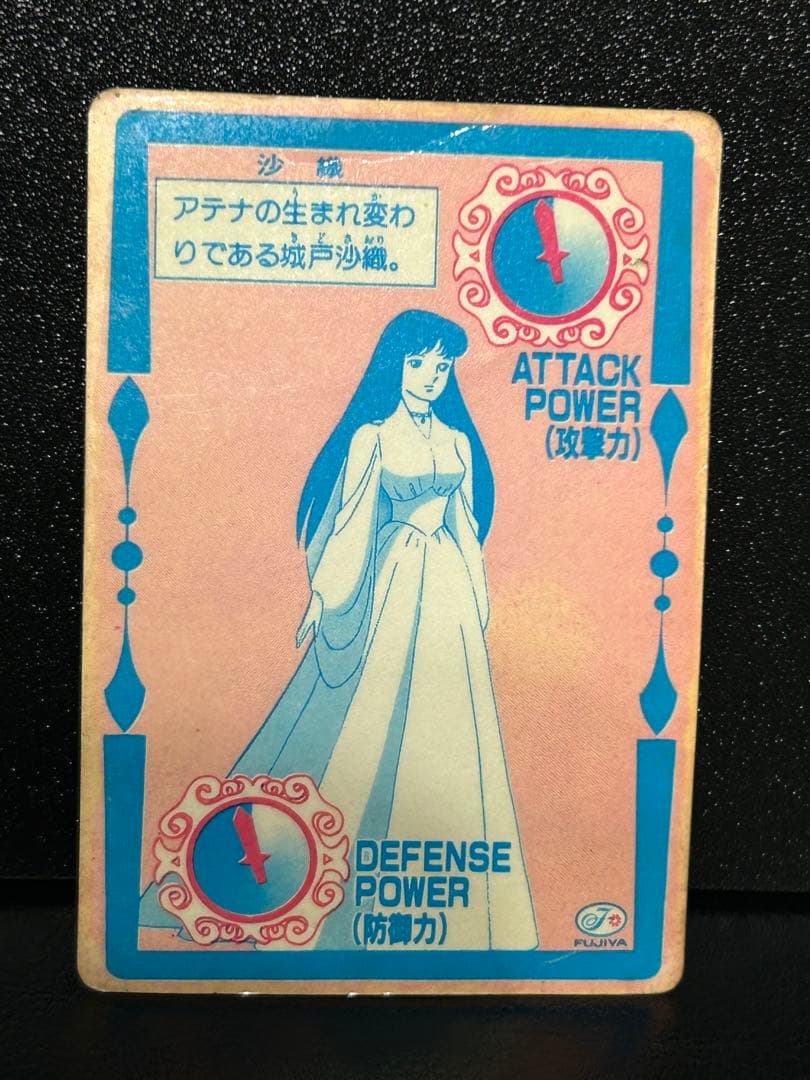 沙織
アテナの生まれ変わ
りである城戸沙織。
ATTACK
POWER
(攻撃力)
DEFENSE
POWER
(防御力)
FUJIYA